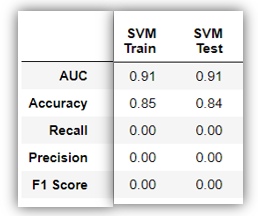 SVM SVM
Train Test
AUC 0.91 0.91
Accuracy 0.85 0.84
Recall 0.00 0.00
Precision 0.00 0.00
F1 Score 0.00 0.00